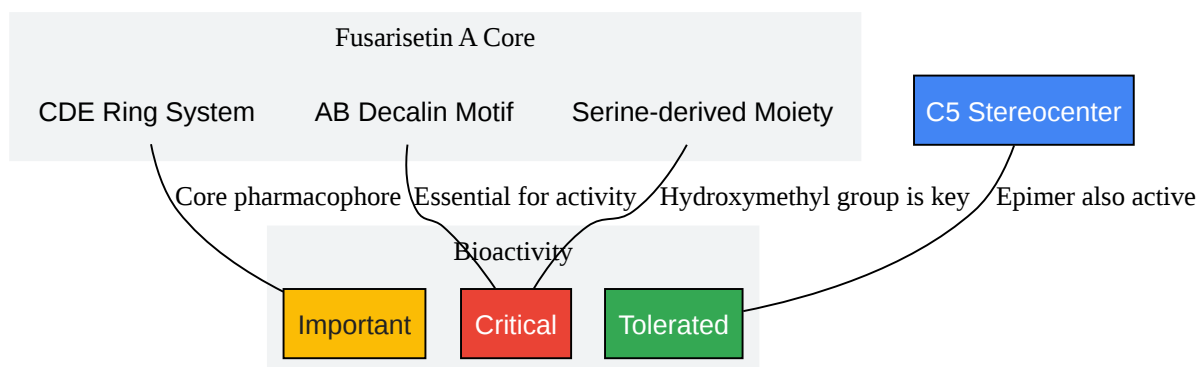 Fusarisetin A Core
CDE Ring System
AB Decalin Motif
Serine-derived Moiety
C5 Stereocenter
Core pharmacophore
Essential for activity
Hydroxymethyl group is key
Epimer also active
Bioactivity
Important
Critical
Tolerated